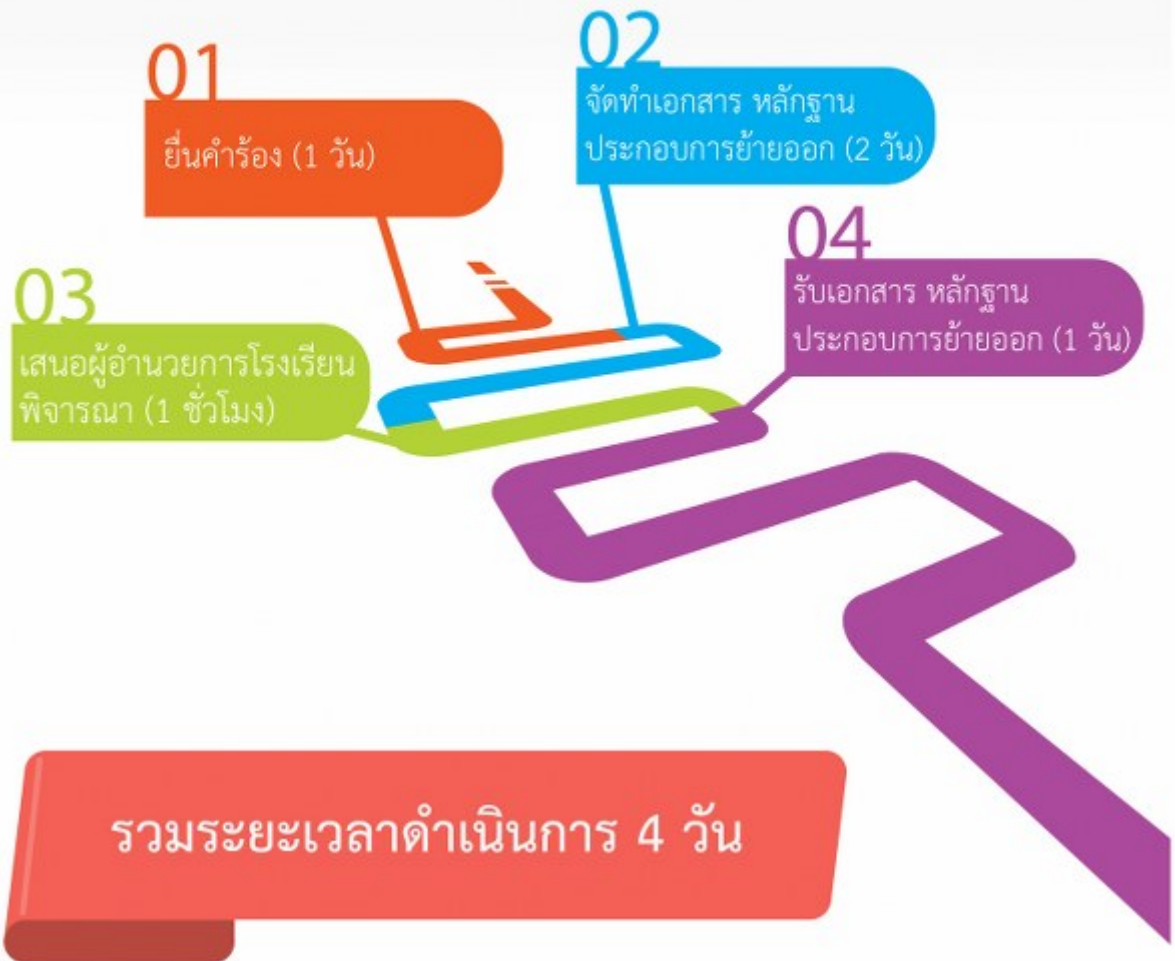 01
ยื่นคำร้อง (1 วัน)
02
จัดทำเอกสาร หลักฐาน
ประกอบการย้ายออก (2 วัน)
03
เสนอผู้อำนวยการโรงเรียน
พิจารณา (1 ชั่วโมง)
04
รับเอกสาร หลักฐาน
ประกอบการย้ายออก (1 วัน)
รวมระยะเวลาดำเนินการ 4 วัน